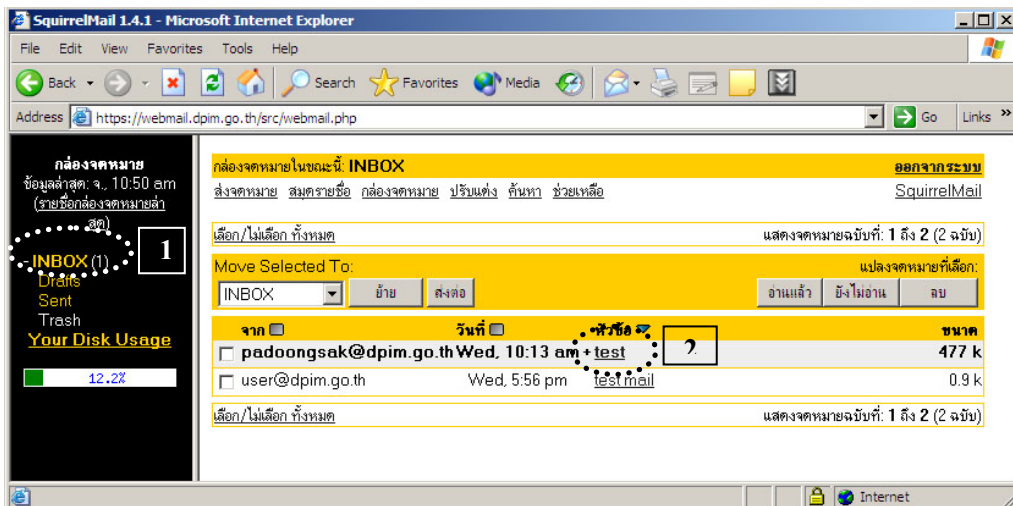 SquirrelMail 1.4.1 - Microsoft Internet Explorer
File Edit View Favorites Tools Help
Back Search Favorites Media
Address https://webmail.dpim.go.th/src/webmail.php Go Links »
กล่องจดหมาย
ข้อมูลล่าสุด: จ., 10:50 am
(รายชื่อกล่องจดหมายล่า
สุด)
- INBOX (1)
Drafts
Sent
Trash
Your Disk Usage
12.2%
1
กล่องจดหมายในขณะนี้: INBOX ออกจากระบบ
ส่งจดหมาย สมุดรายชื่อ กล่องจดหมาย ปรับแต่ง ค้นหา ช่วยเหลือ SquirrelMail
เลือก/ไม่เลือก ทั้งหมด แสดงจดหมายฉบับที่: 1 ถึง 2 (2 ฉบับ)
Move Selected To: แปลงจดหมายที่เลือก:
INBOX ย้าย ส่งต่อ อ่านแล้ว ยังไม่อ่าน ลบ
จาก วันที่ หัวข้อ ขนาด
padoongsak@dpim.go.th Wed, 10:13 am + test 477 k
2
user@dpim.go.th Wed, 5:56 pm test mail 0.9 k
เลือก/ไม่เลือก ทั้งหมด แสดงจดหมายฉบับที่: 1 ถึง 2 (2 ฉบับ)
Internet